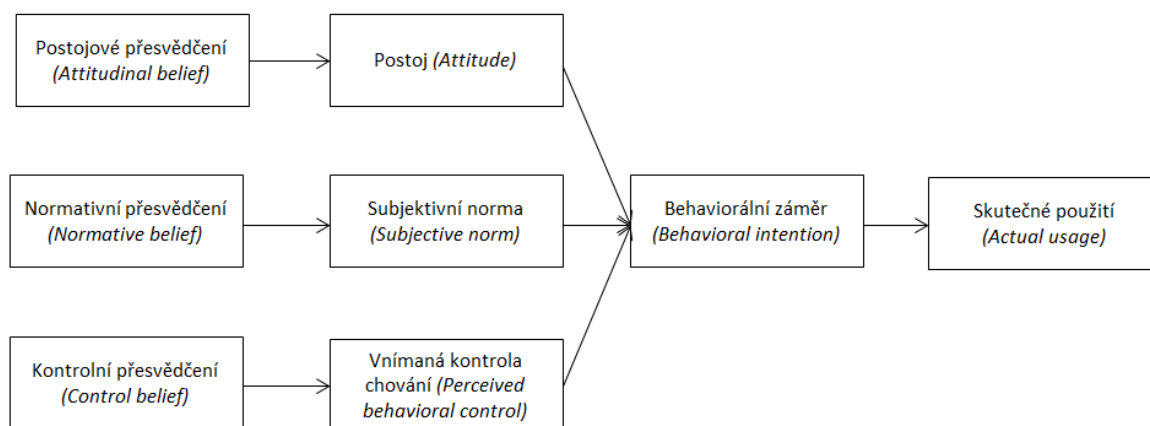 Postojové přesvědčení
(Attitudinal belief)
Postoj (Attitude)
Normativní přesvědčení
(Normative belief)
Subjektivní norma
(Subjective norm)
Behaviorální záměr
(Behavioral intention)
Skutečné použití
(Actual usage)
Kontrolní přesvědčení
(Control belief)
Vnímaná kontrola
chování (Perceived
behavioral control)